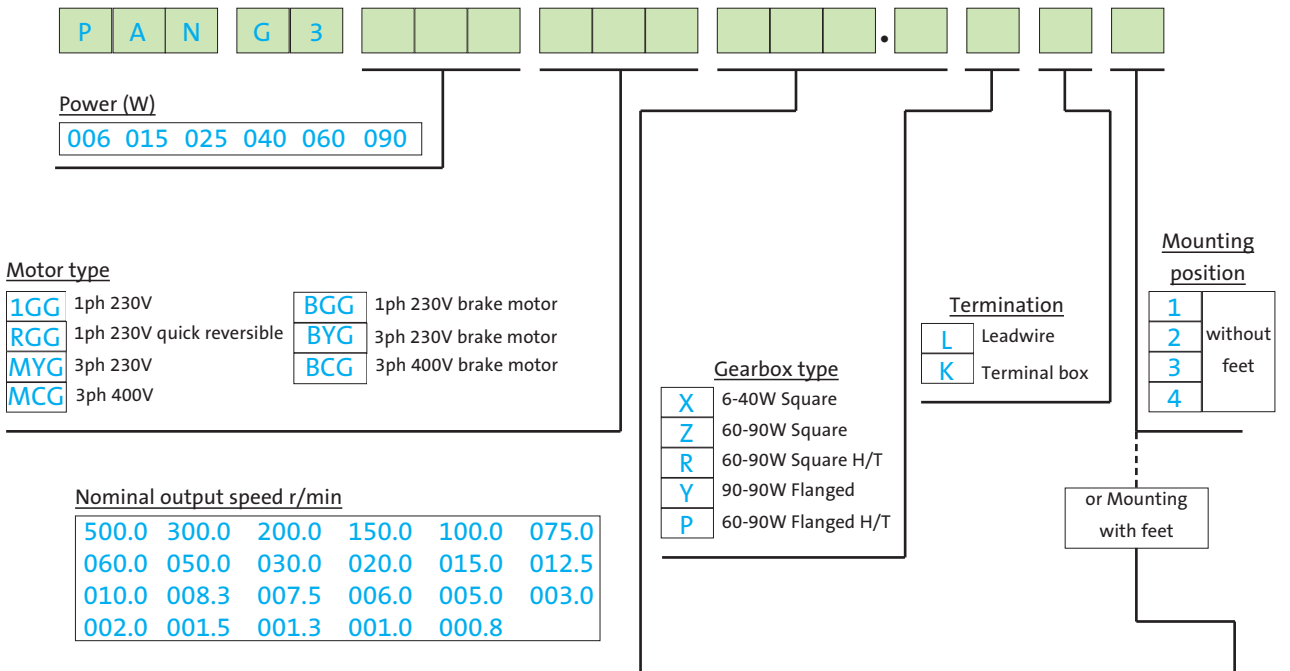 P A N G 3 .
Power (W)
006 015 025 040 060 090
Motor type
1GG 1ph 230V
RGG 1ph 230V quick reversible
MYG 3ph 230V
MCG 3ph 400V
BGG 1ph 230V brake motor
BYG 3ph 230V brake motor
BCG 3ph 400V brake motor
Nominal output speed r/min
500.0 300.0 200.0 150.0 100.0 075.0
060.0 050.0 030.0 020.0 015.0 012.5
010.0 008.3 007.5 006.0 005.0 003.0
002.0 001.5 001.3 001.0 000.8
Gearbox type
X 6-40W Square
Z 60-90W Square
R 60-90W Square H/T
Y 90-90W Flanged
P 60-90W Flanged H/T
Termination
L Leadwire
K Terminal box
Mounting
position
1
2
3
4
without
feet
or Mounting
with feet